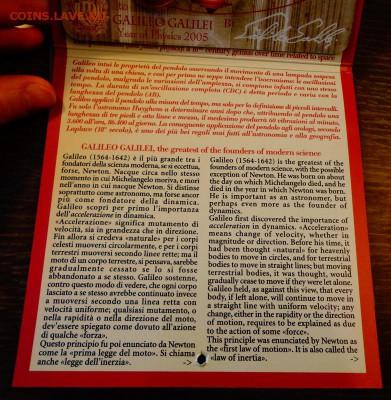 COINS.LAVE.RU
GALILEO GALILEI
Year of Physics 2005
century genius over time related to space
Galileo intuì le proprietà del pendolo osservando il movimento di una lampada sospesa
alla volta di una chiesa, e così per primo
del pendolo, malgrado le variazioni dell'ampiezza, si compiono infatti con uno stesso
tempo. La durata di un'oscillazione completa (CBC) è detta periodo e varia con la
lunghezza del pendolo (AB).
Galileo applicò il pendolo alla misura del tempo, ma solo per la definizione di piccoli intervalli.
Fu solo l'astronomo a determinare una dopo che, attribuendo al pendolo una
lunghezza di tre piedi e otto linee e mezzo, il medesimo produrrà di vibrazioni al minuto,
3.600 all'ora, 86.400 al giorno. La conseguente applicazione del pendolo agli orologi, secondo
Laplace (18° secolo), è uno dei più bei regali mai fatti all'astronomia e alla geografia.
GALILEO GALILEI, the greatest of the founders of modern science
Galileo (1564-1642) è il più grande tra i
fondatori della scienza moderna, se si eccettua,
forse, Newton. Nacque circa nello stesso
momento in cui Michelangelo moriva, e morì
nell'anno in cui nacque Newton. Si distinse
soprattutto come astronomo, ma forse ancor
più come fondatore della dinamica.
Galileo scoprì per primo l'importanza
dell'accelerazione in dinamica.
«Accelerazione» significa mutamento di
velocità, sia in grandezza che in direzione.
Fin allora si credeva «naturale» per i corpi
celesti muoversi circolarmente, e per i corpi
terrestri muoversi secondo linee rette; ma il
moto di un corpo terrestre, si pensava, sarebbe
gradualmente cessato se lo si fosse
abbandonato a se stesso. Galileo sostenne,
contro questo modo di vedere, che ogni corpo
lasciato a se stesso avrebbe continuato invece
a muoversi secondo una linea retta con
velocità uniforme; qualsiasi mutamento, o
nella rapidità o nella direzione del moto,
dev'essere spiegato come dovuto all'azione
di qualche «forza».
Questo principio fu poi enunciato da Newton
come la «prima legge del moto». Si chiama
anche «legge dell'inerzia». ->
Galileo (1564-1642) is the greatest of the
founders of modern science, with the possible
exception of Newton. He was born on about
the day on which Michelangelo died, and he
died in the year in which Newton was born.
He is important as an astronomer, but
perhaps even more as the founder of
dynamics.
Galileo first discovered the importance of
acceleration in dynamics. «Acceleration»
means change of velocity, whether in
magnitude or direction. Before his time, it
had been thought «natural» for heavenly
bodies to move in circles, and for terrestrial
bodies to move in straight lines; but moving
terrestrial bodies, it was thought, would
gradually cease to move if they were let alone.
Galileo held, as against this view, that every
body, if left alone, will continue to move in
a straight line with uniform velocity; any
change, either in the rapidity or the direction
of motion, requires to be explained as due
to the action of some «force».
This principle was enunciated by Newton as
the «first law of motion». It is also called the
«law of inertia». ->